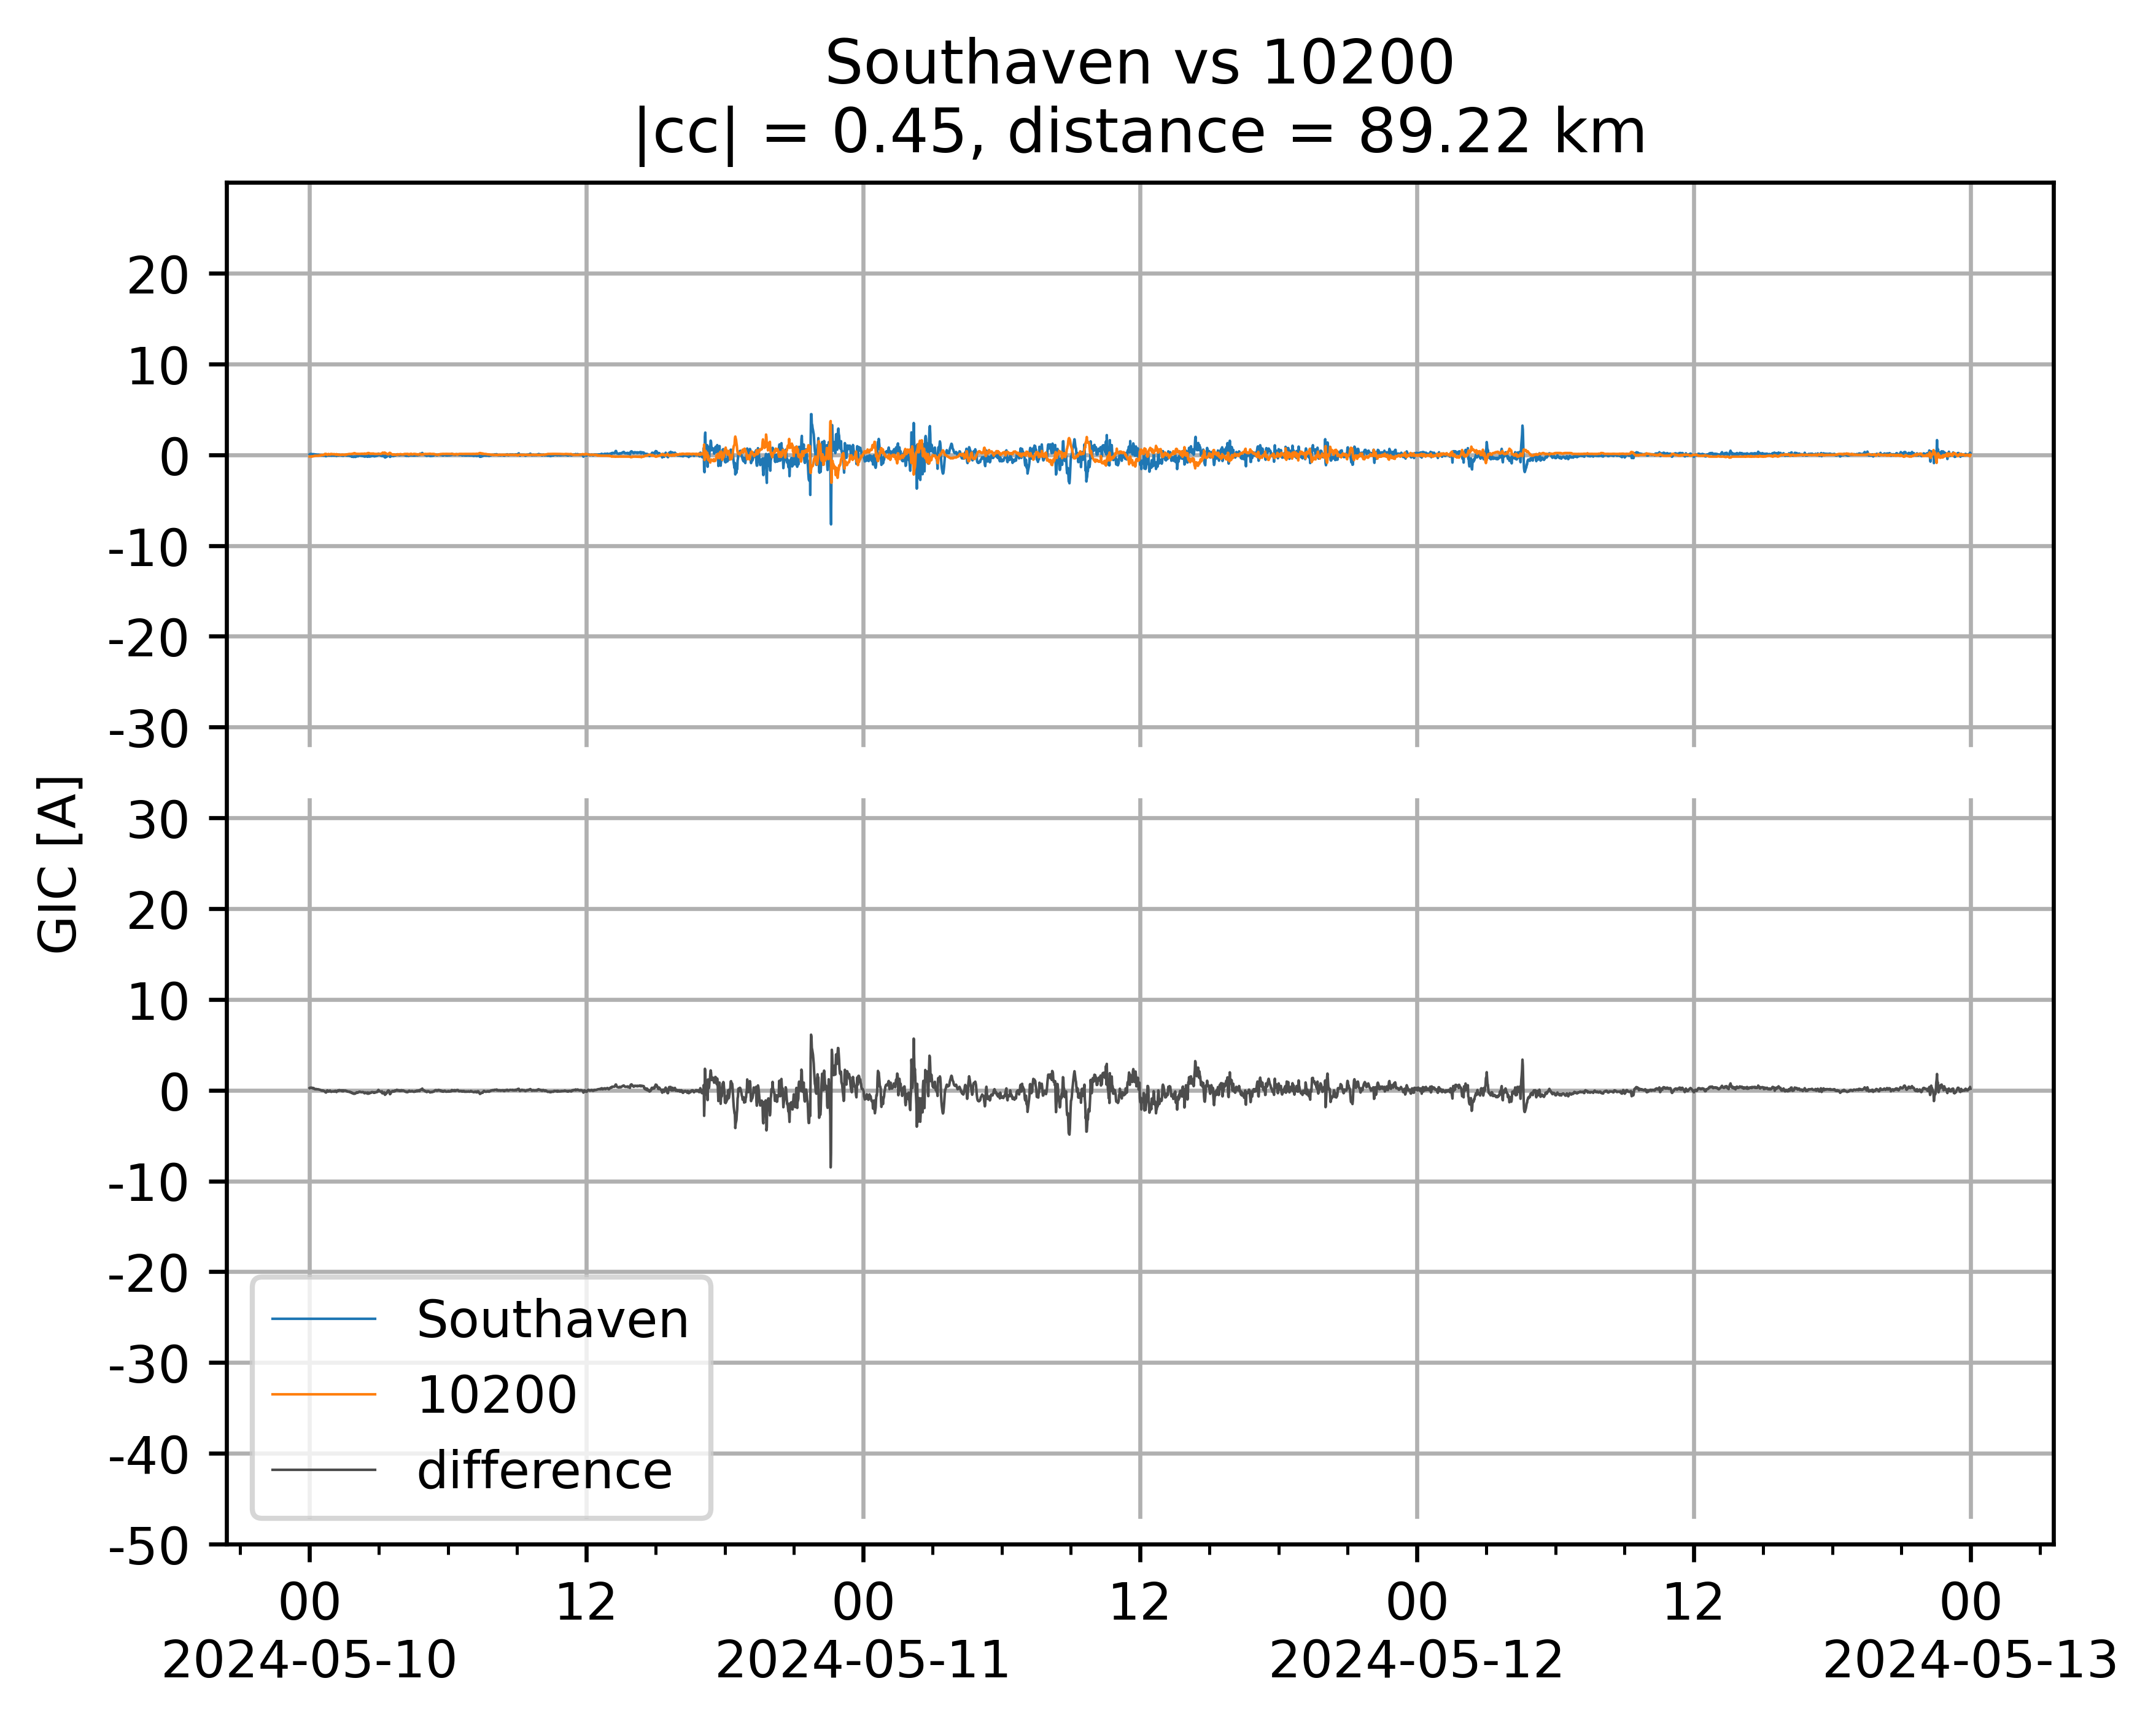 Southaven vs 10200
|cc| = 0.45, distance = 89.22 km
20
10
0
-10
-20
-30
30
20
10
0
-10
-20
-30
-40
-50
GIC [A]
Southaven
10200
difference
00 12 00 12 00 12 00
2024-05-10 2024-05-11 2024-05-12 2024-05-13